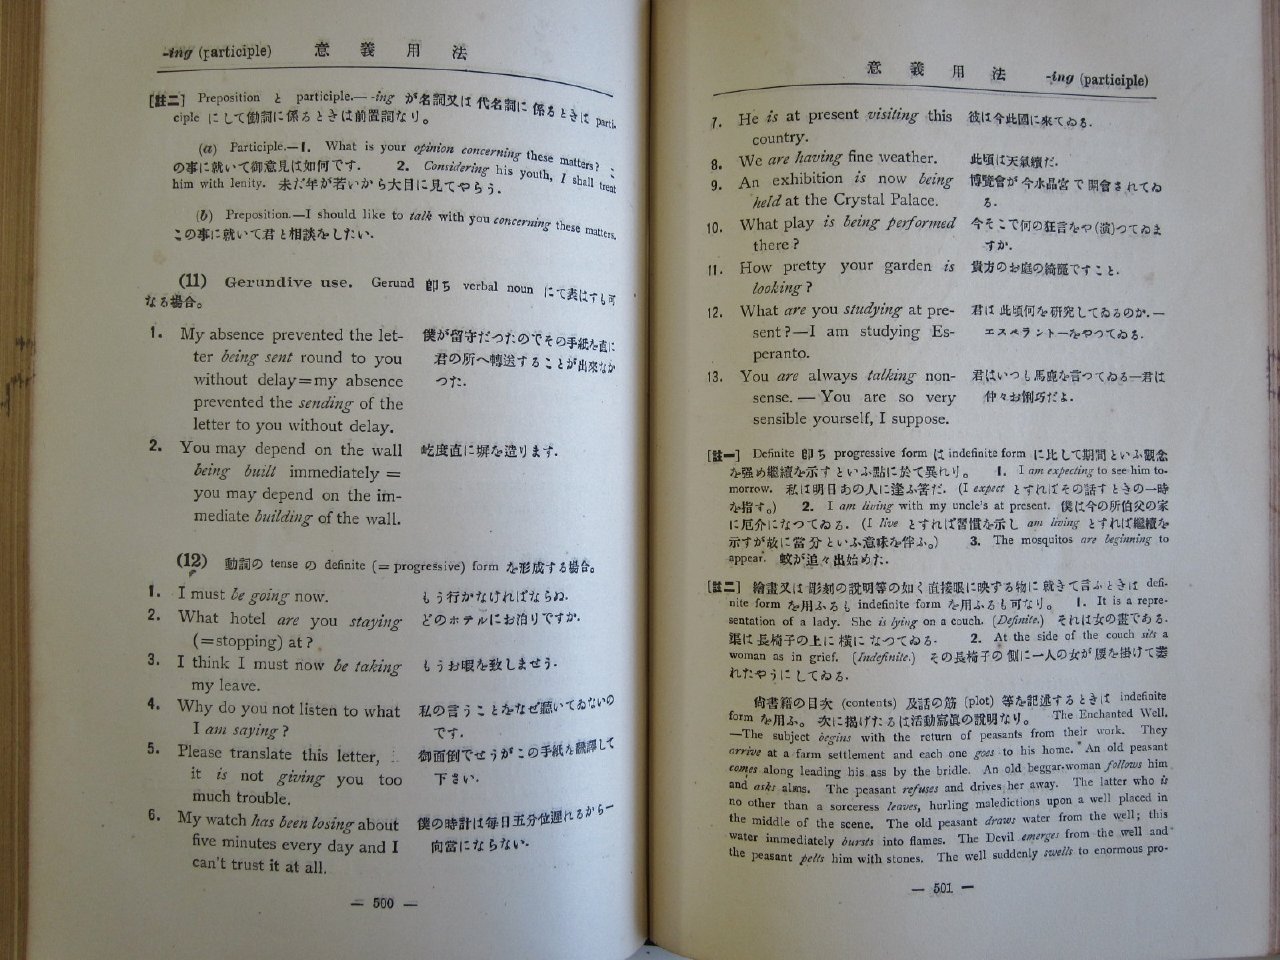 -ing (participle) 意義用法
[註二] Preposition と participle.— -ing が名詞又は代名詞に係るときは parti-
ciple にして働詞に係るときは前置詞なり。
(a) Participle.—1. What is your opinion concerning these matters? こ
の事に就いて御意見は如何です. 2. Considering his youth, I shall treat
him with lenity. 未だ年が若いから大目に見てやらう.
(b) Preposition.—I should like to talk with you concerning these matters.
この事に就いて君と相談をしたい.
(11) Gerundive use. Gerund 卽ち verbal noun にて表はすも可
なる場合。
1. My absence prevented the let- 僕が留守だつたのでその手紙を直に
ter being sent round to you 君の所へ轉送することが出來なか
without delay=my absence つた.
prevented the sending of the
letter to you without delay.
2. You may depend on the wall 屹度直に塀を造ります.
being built immediately =
you may depend on the im-
mediate building of the wall.
(12) 動詞の tense の definite (= progressive) form を形成する場合。
1. I must be going now. もう行かなければならぬ.
2. What hotel are you staying どのホテルにお泊りですか.
(=stopping) at?
3. I think I must now be taking もうお暇を致しませう.
my leave.
4. Why do you not listen to what 私の言うことをなぜ聽いてゐないの
I am saying? です.
5. Please translate this letter, 御面倒でせうがこの手紙を飜譯して
it is not giving you too 下さい.
much trouble.
6. My watch has been losing about 僕の時計は每日五分位遲れるから一
five minutes every day and I 向當にならない.
can't trust it at all.
— 500 —
意義用法 -ing (participle)
7. He is at present visiting this 彼は今此國に來てゐる.
country.
8. We are having fine weather. 此頃は天氣續だ.
9. An exhibition is now being 博覽會が今水晶宮で開會されてゐ
held at the Crystal Palace. る.
10. What play is being performed 今そこで何の狂言をや(演)つてゐま
there? すか.
11. How pretty your garden is 貴方のお庭の綺麗ですこと.
looking?
12. What are you studying at pre- 君は此頃何を硏究してゐるのか.—
sent?—I am studying Es- エスペラントーをやつてゐる.
peranto.
13. You are always talking non- 君はいつも馬鹿を言つてゐる—君は
sense. — You are so very 仲々お悧巧だよ.
sensible yourself, I suppose.
[註一] Definite 卽ち progressive form は indefinite form に比して期間といふ觀念
を强め繼續を示すといふ點に於て異れり。 1. I am expecting to see him to-
morrow. 私は明日あの人に逢ふ筈だ. (I expect とすればその話すときの一時
を指す。) 2. I am living with my uncle's at present. 僕は今の所伯父の家
に厄介になつてゐる. (I live とすれば習慣を示し am living とすれば繼續を
示すが故に當分といふ意味を伴ふ。) 3. The mosquitos are beginning to
appear. 蚊が追々出始めた.
[註二] 繪畫又は彫刻の說明等の如く直接眼に映ずる物に就きて言ふときは defi-
nite form を用ふるも indefinite form を用ふるも可なり。 1. It is a repre-
sentation of a lady. She is lying on a couch. (Definite.) それは女の畫である.
渠は長椅子の上に橫になつてゐる. 2. At the side of the couch sits a
woman as in grief. (Indefinite.) その長椅子の側に一人の女が腰を掛けて萎
れたやうにしてゐる.
尙書籍の目次 (contents) 及話の筋 (plot) 等を記述するときは indefinite
form を用ふ。 次に揭げたるは活動寫眞の說明なり。 The Enchanted Well.
—The subject begins with the return of peasants from their work. They
arrive at a farm settlement and each one goes to his home. An old peasant
comes along leading his ass by the bridle. An old beggar-woman follows him
and asks alms. The peasant refuses and drives her away. The latter who is
no other than a sorceress leaves, hurling maledictions upon a well placed in
the middle of the scene. The old peasant draws water from the well; this
water immediately bursts into flames. The Devil emerges from the well and
the peasant pelts him with stones. The well suddenly swells to enormous pro-
— 501 —